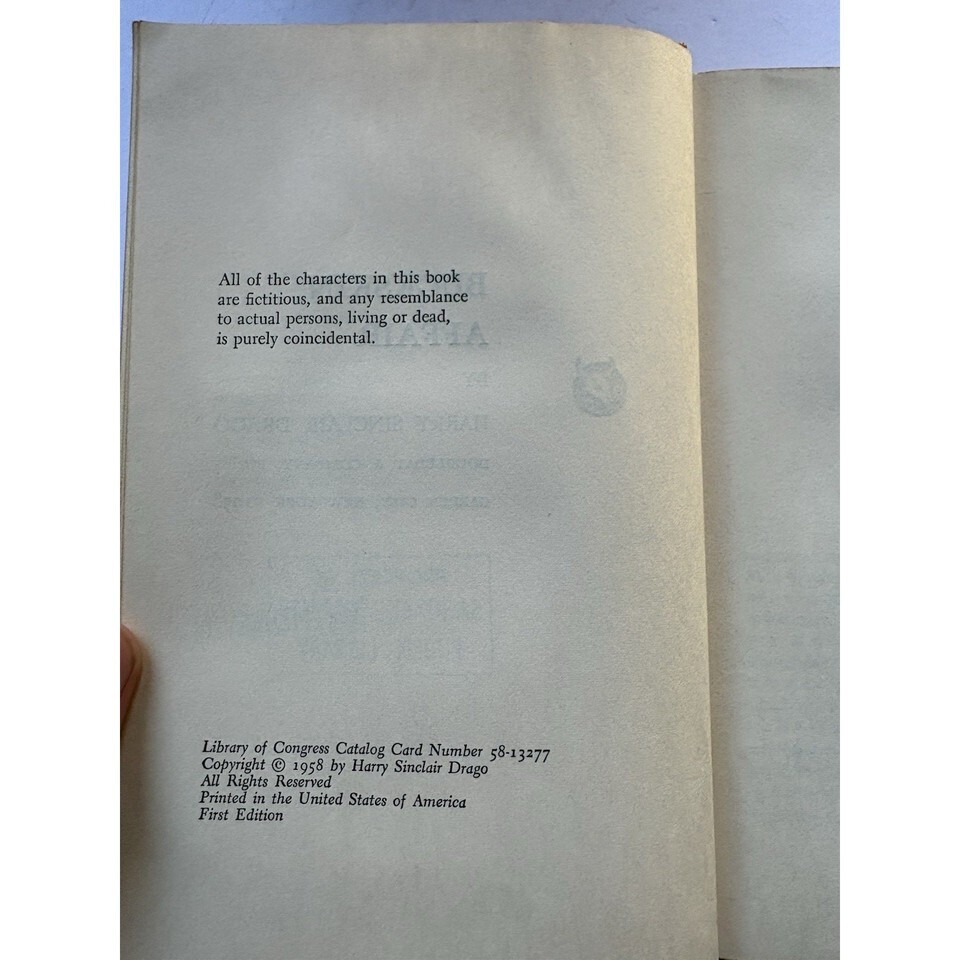 All of the characters in this book
are fictitious, and any resemblance
to actual persons, living or dead,
is purely coincidental.
Library of Congress Catalog Card Number 58-13277
Copyright © 1958 by Harry Sinclair Drago
All Rights Reserved
Printed in the United States of America
First Edition